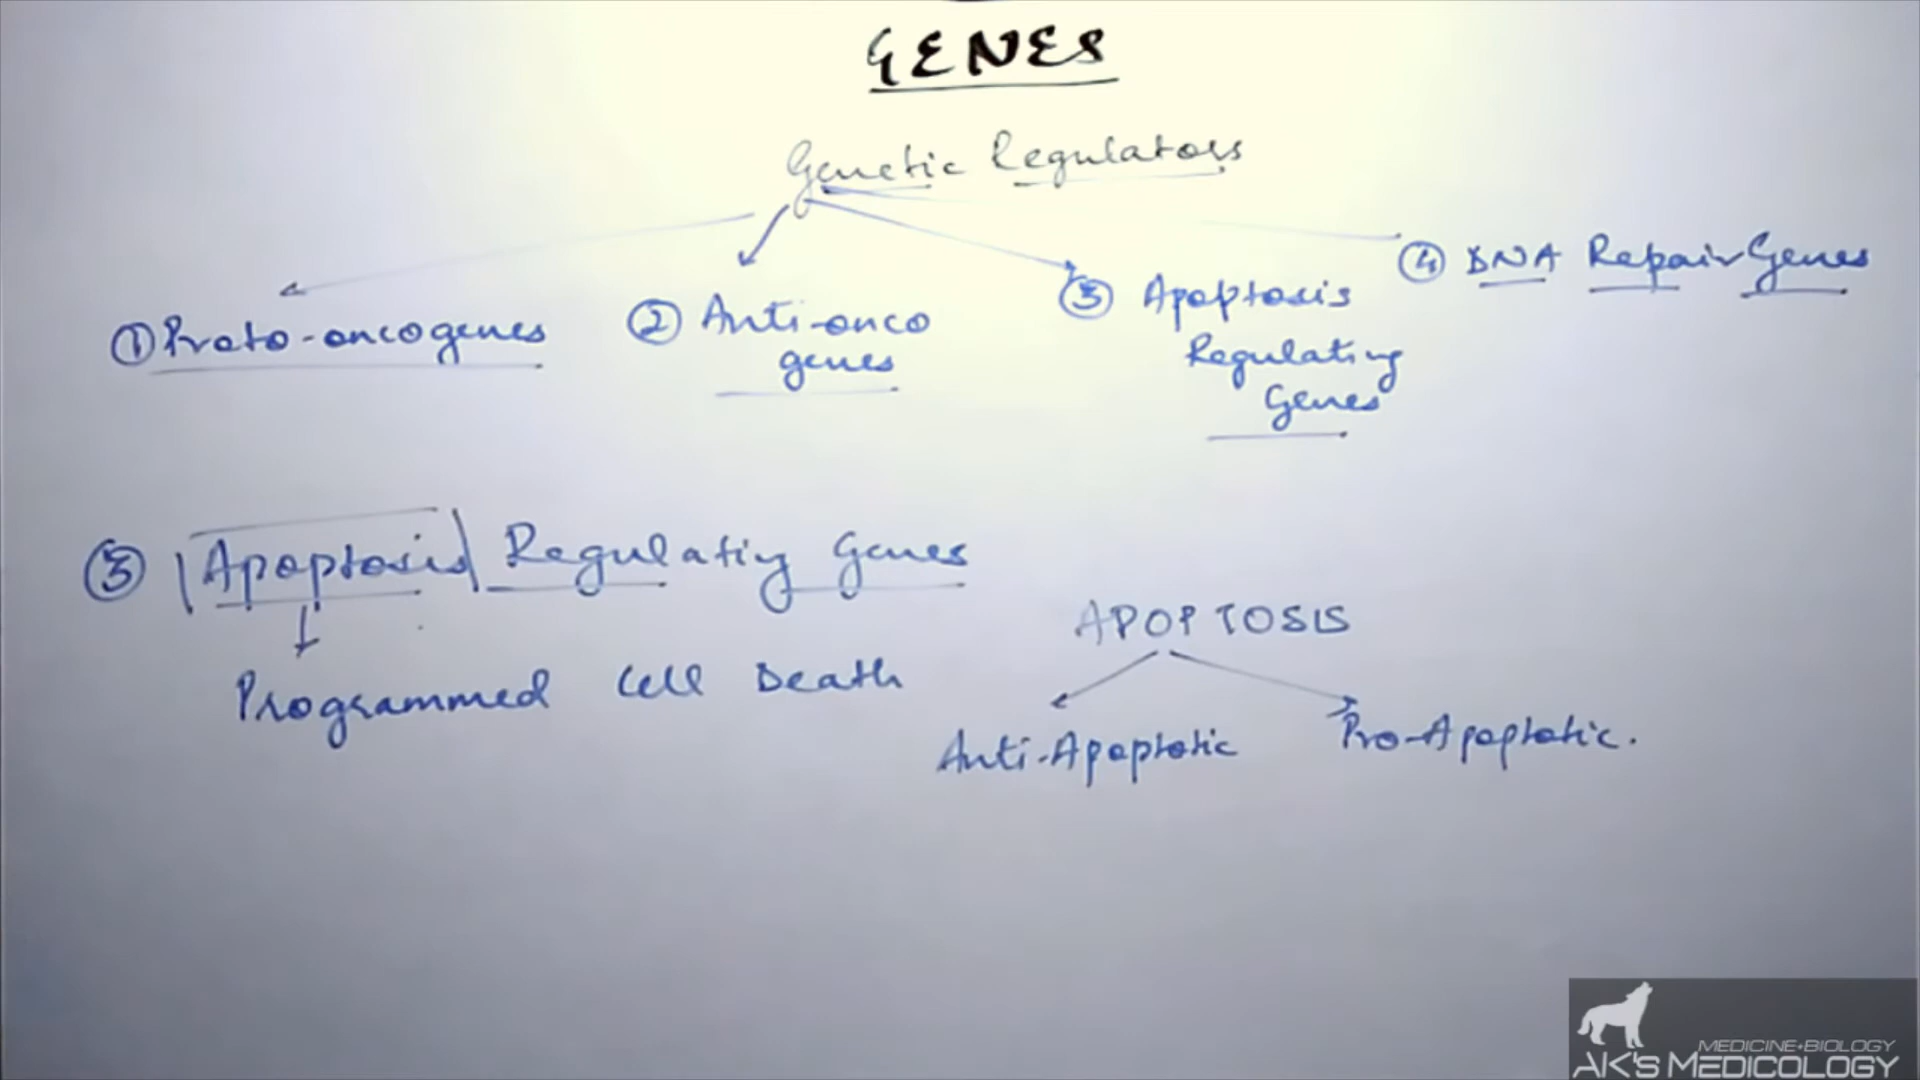 GENES
Genetic Regulators
① Proto-oncogenes
② Anti-onco
genes
③ Apoptosis
Regulating
Genes
④ DNA Repair Genes
③ Apoptosis Regulating Genes
Programmed Cell Death
APOPTOSIS
Anti-Apoptotic
Pro-Apoptotic.
MEDICINE+BIOLOGY
AK'S MEDICOLOGY